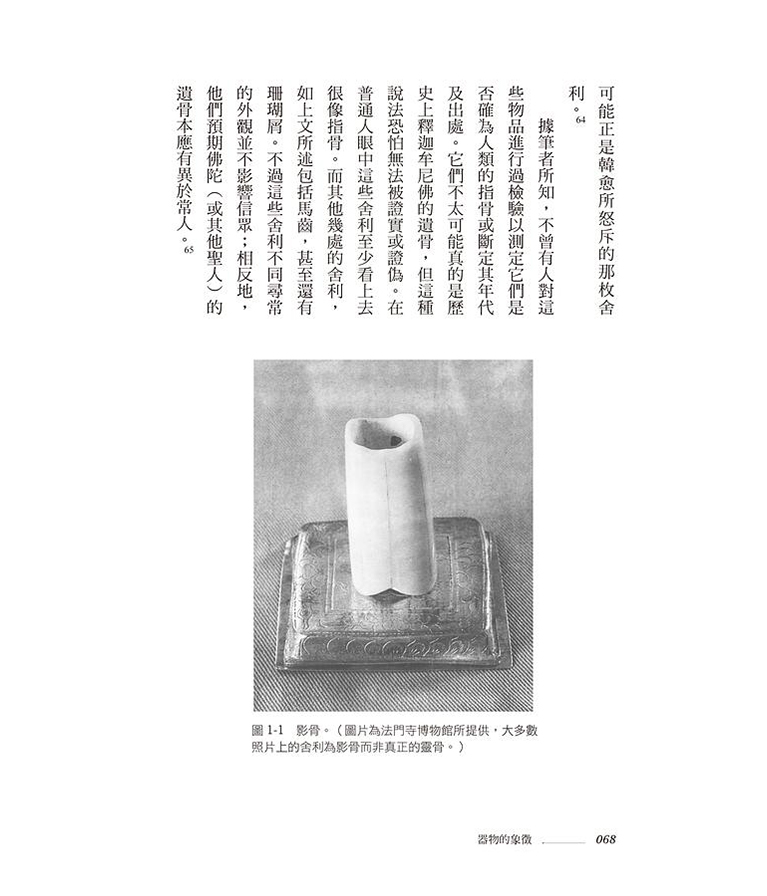 可能正是韓愈所怒斥的那枚舍
利。64
據筆者所知，不曾有人對這
些物品進行過檢驗以測定它們是
否確為人類的指骨或斷定其年代
及出處。它們不太可能真的是歷
史上釋迦牟尼佛的遺骨，但這種
說法恐怕無法被證實或證偽。在
普通人眼中這些舍利至少看上去
很像指骨。而其他幾處的舍利，
如上文所述包括馬齒，甚至還有
珊瑚屑。不過這些舍利不同尋常
的外觀並不影響信眾；相反地，
他們預期佛陀（或其他聖人）的
遺骨本應有異於常人。65
圖 1-1　影骨。（圖片為法門寺博物館所提供，大多數
照片上的舍利為影骨而非真正的靈骨。）
器物的象徵 068